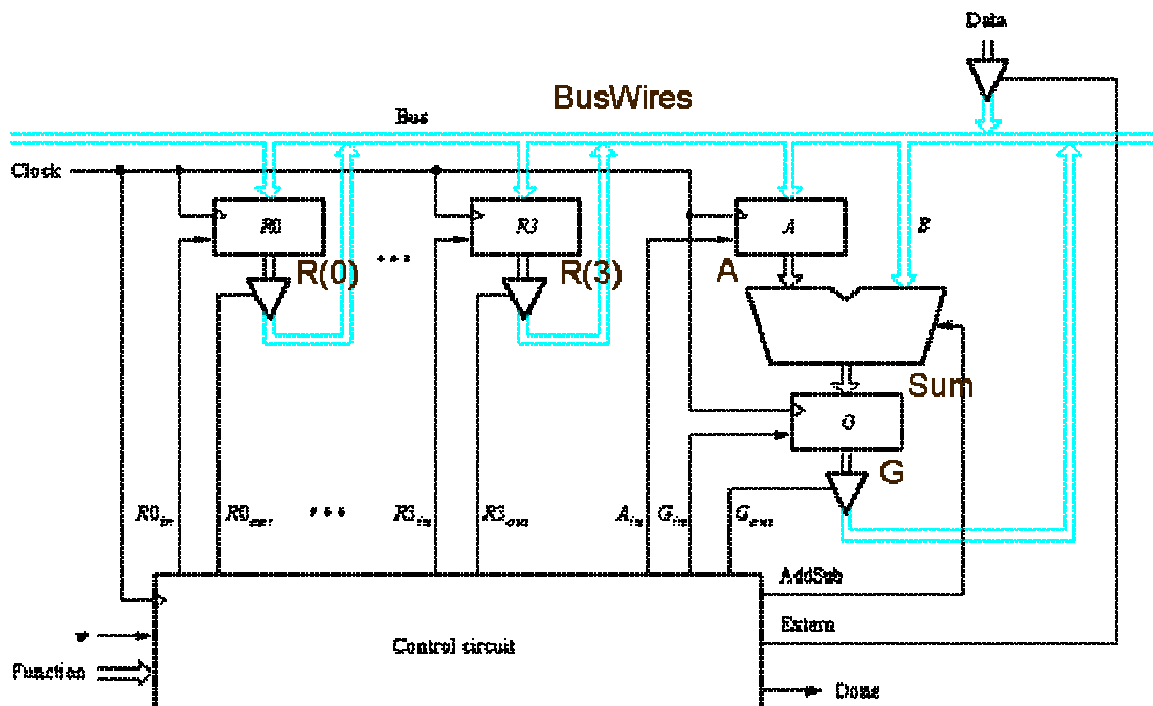 Data
BusWires
Bus
Clock
R0
R3
A
B
R(0)
...
R(3)
A
Sum
G
G
R0in
R0out
...
R3in
R3out
Ain
Gin
Gout
AddSub
Extern
w
Control circuit
Function
Done